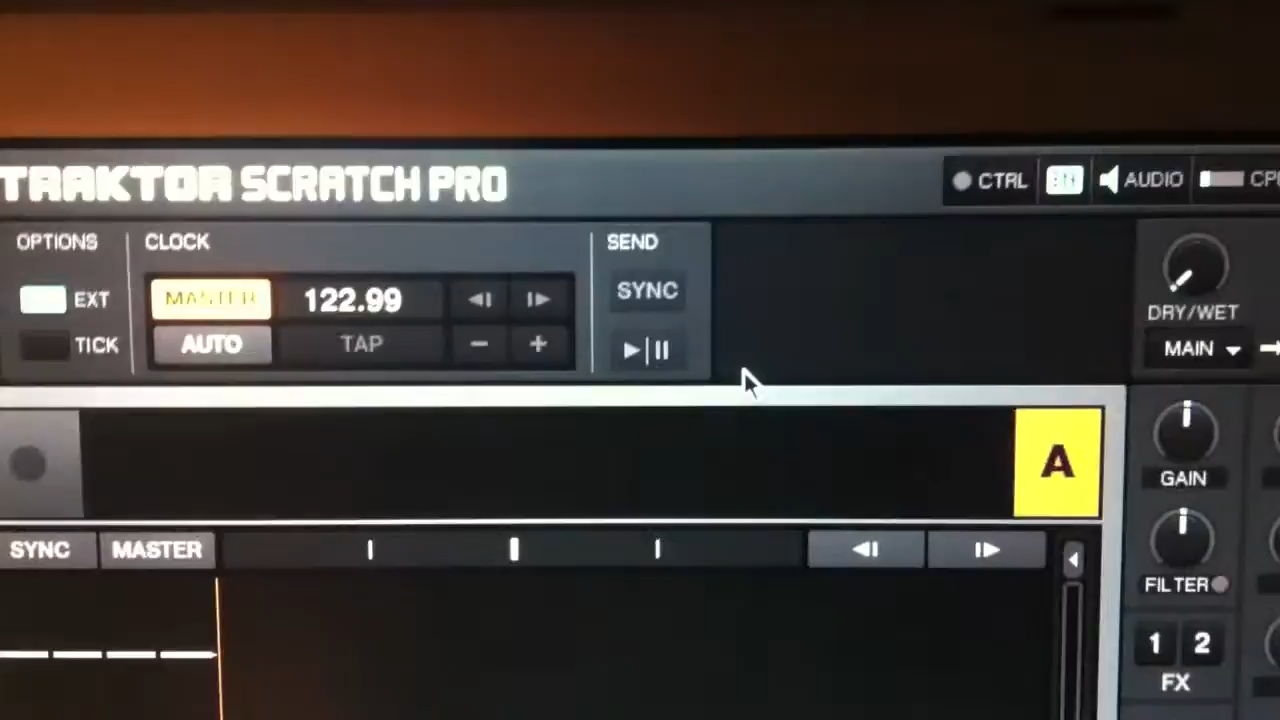 TRAKTOR SCRATCH PRO
CTRL
AUDIO
OPTIONS
CLOCK
SEND
EXT
MASTER
122.99
SYNC
DRY/WET
TICK
AUTO
TAP
− +
MAIN
A
GAIN
SYNC
MASTER
FILTER
1 2
FX